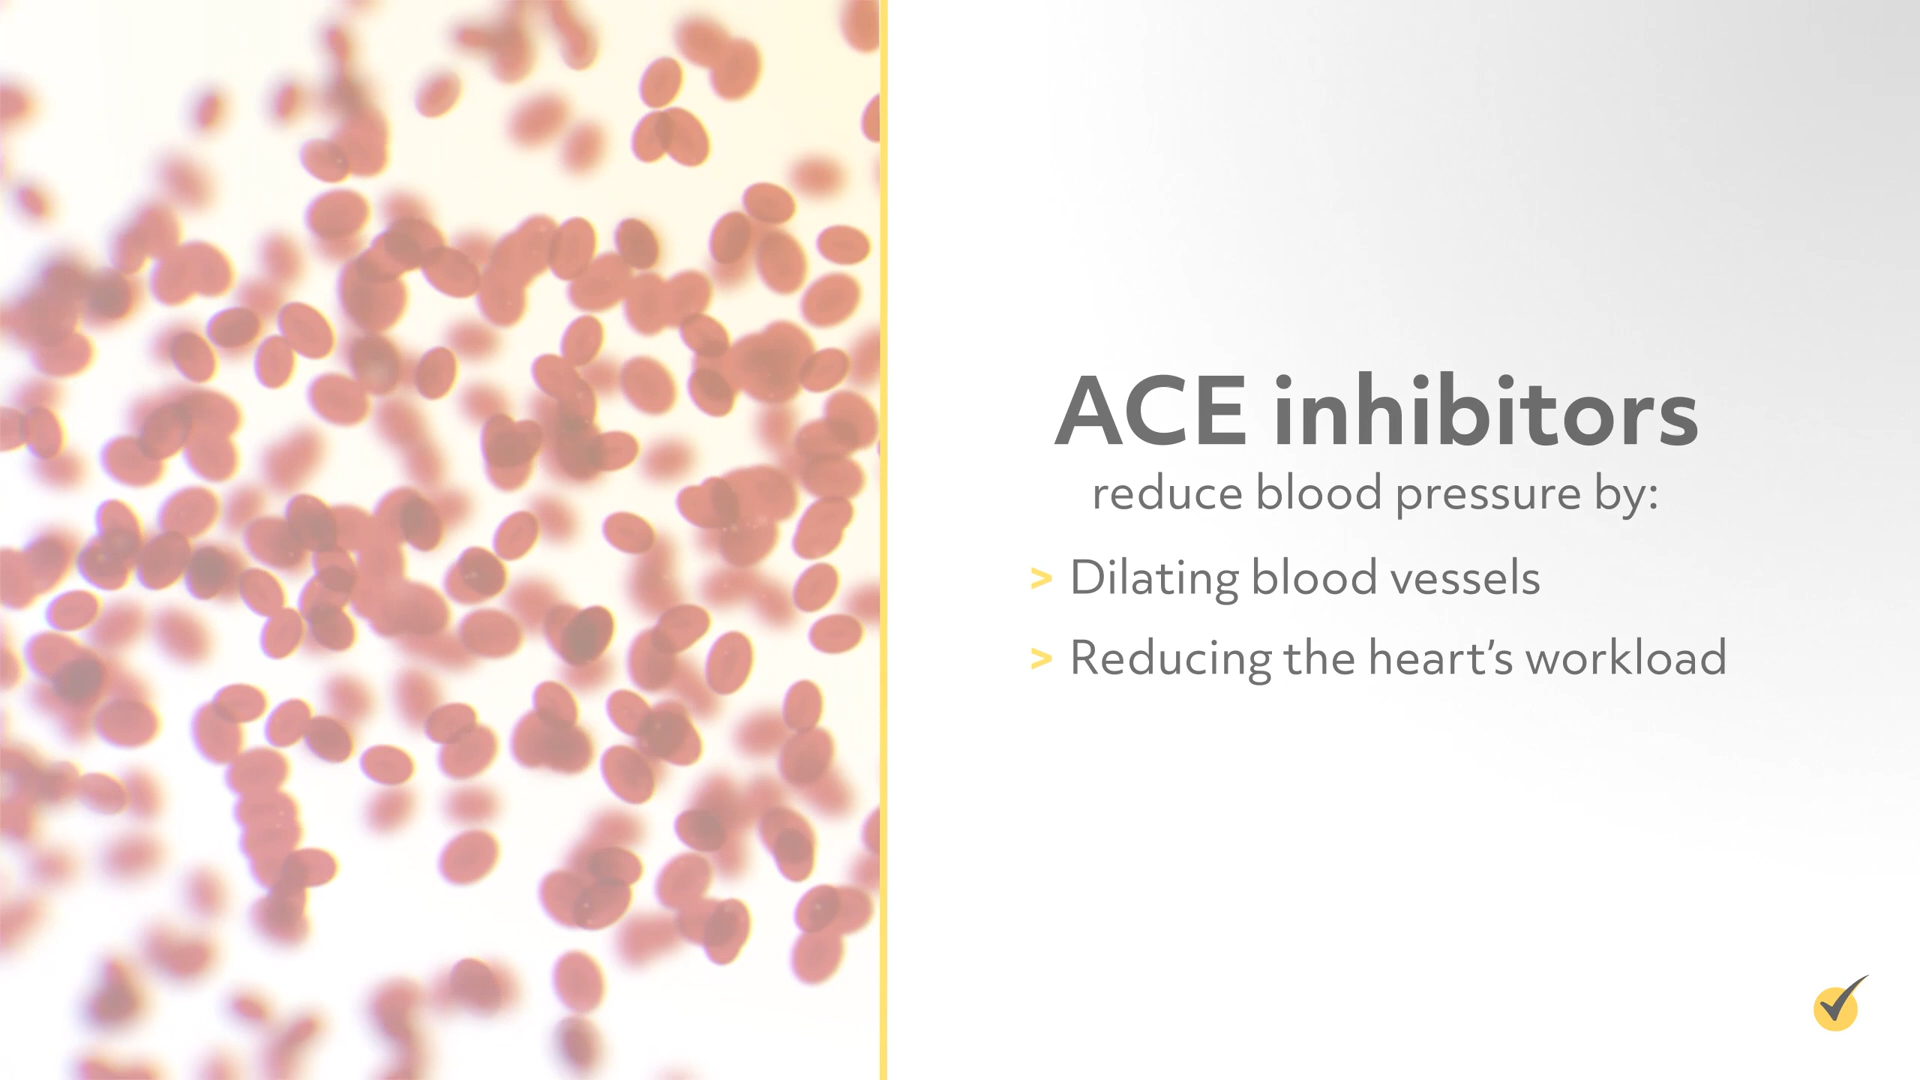 ACE inhibitors
reduce blood pressure by:
> Dilating blood vessels
> Reducing the heart’s workload